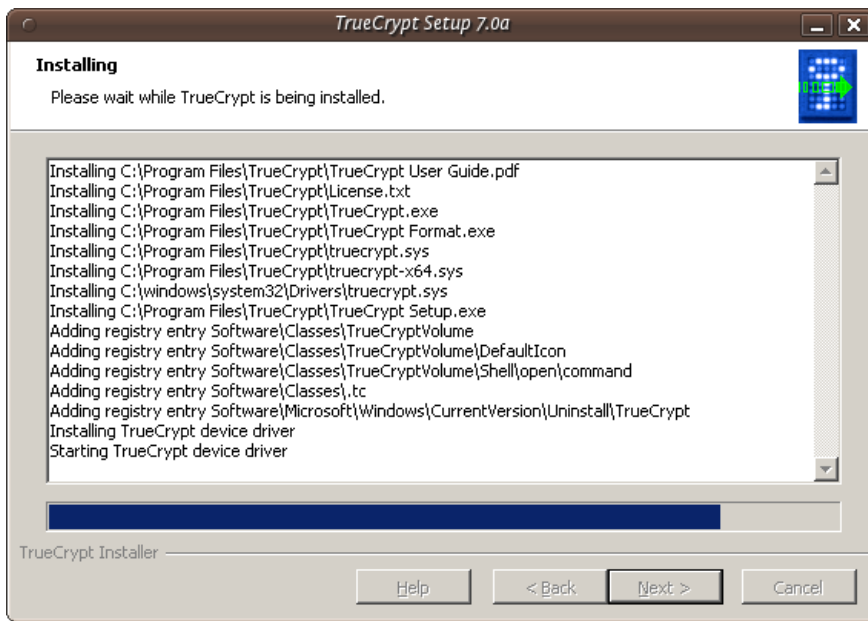 TrueCrypt Setup 7.0a
Installing
Please wait while TrueCrypt is being installed.
Installing C:\Program Files\TrueCrypt\TrueCrypt User Guide.pdf
Installing C:\Program Files\TrueCrypt\License.txt
Installing C:\Program Files\TrueCrypt\TrueCrypt.exe
Installing C:\Program Files\TrueCrypt\TrueCrypt Format.exe
Installing C:\Program Files\TrueCrypt\truecrypt.sys
Installing C:\Program Files\TrueCrypt\truecrypt-x64.sys
Installing C:\windows\system32\Drivers\truecrypt.sys
Installing C:\Program Files\TrueCrypt\TrueCrypt Setup.exe
Adding registry entry Software\Classes\TrueCryptVolume
Adding registry entry Software\Classes\TrueCryptVolume\DefaultIcon
Adding registry entry Software\Classes\TrueCryptVolume\Shell\open\command
Adding registry entry Software\Classes\.tc
Adding registry entry Software\Microsoft\Windows\CurrentVersion\Uninstall\TrueCrypt
Installing TrueCrypt device driver
Starting TrueCrypt device driver
TrueCrypt Installer
Help < Back Next > Cancel